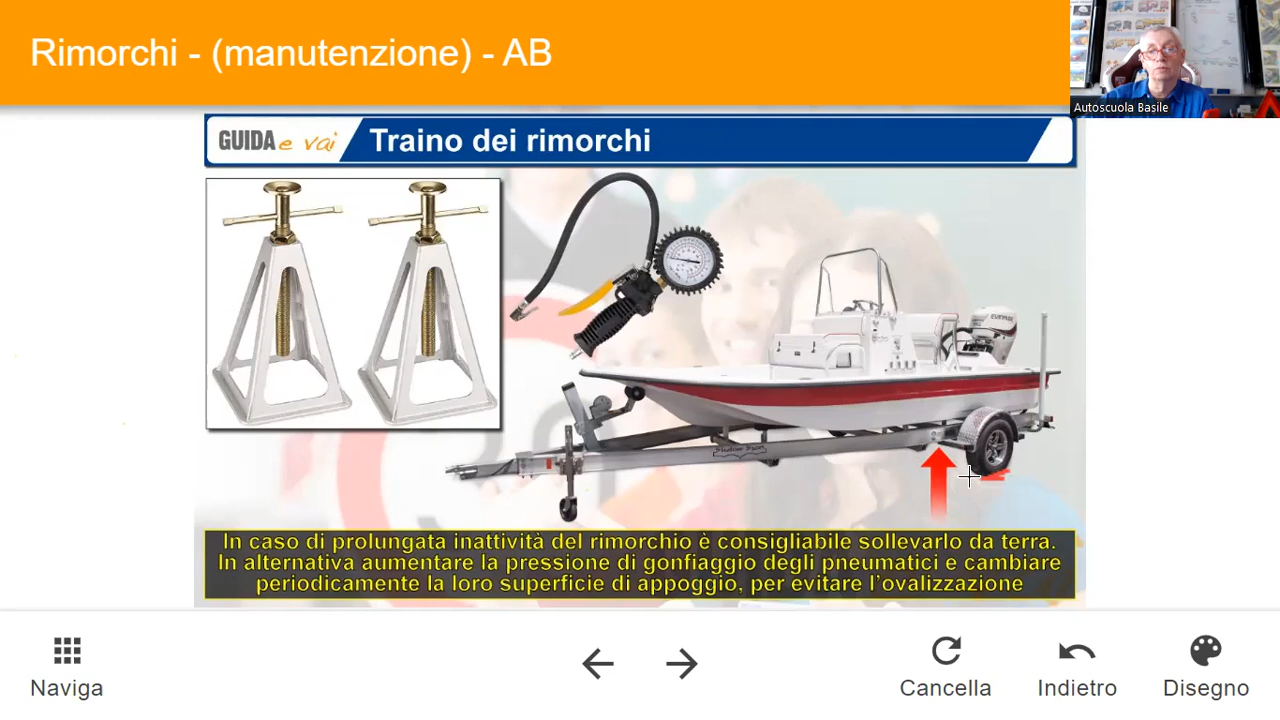 Rimorchi - (manutenzione) - AB
Autoscuola Basile
GUIDA e vai
Traino dei rimorchi
EVINRUDE
In caso di prolungata inattività del rimorchio è consigliabile sollevarlo da terra.
In alternativa aumentare la pressione di gonfiaggio degli pneumatici e cambiare
periodicamente la loro superficie di appoggio, per evitare l'ovalizzazione
Naviga
Cancella
Indietro
Disegno